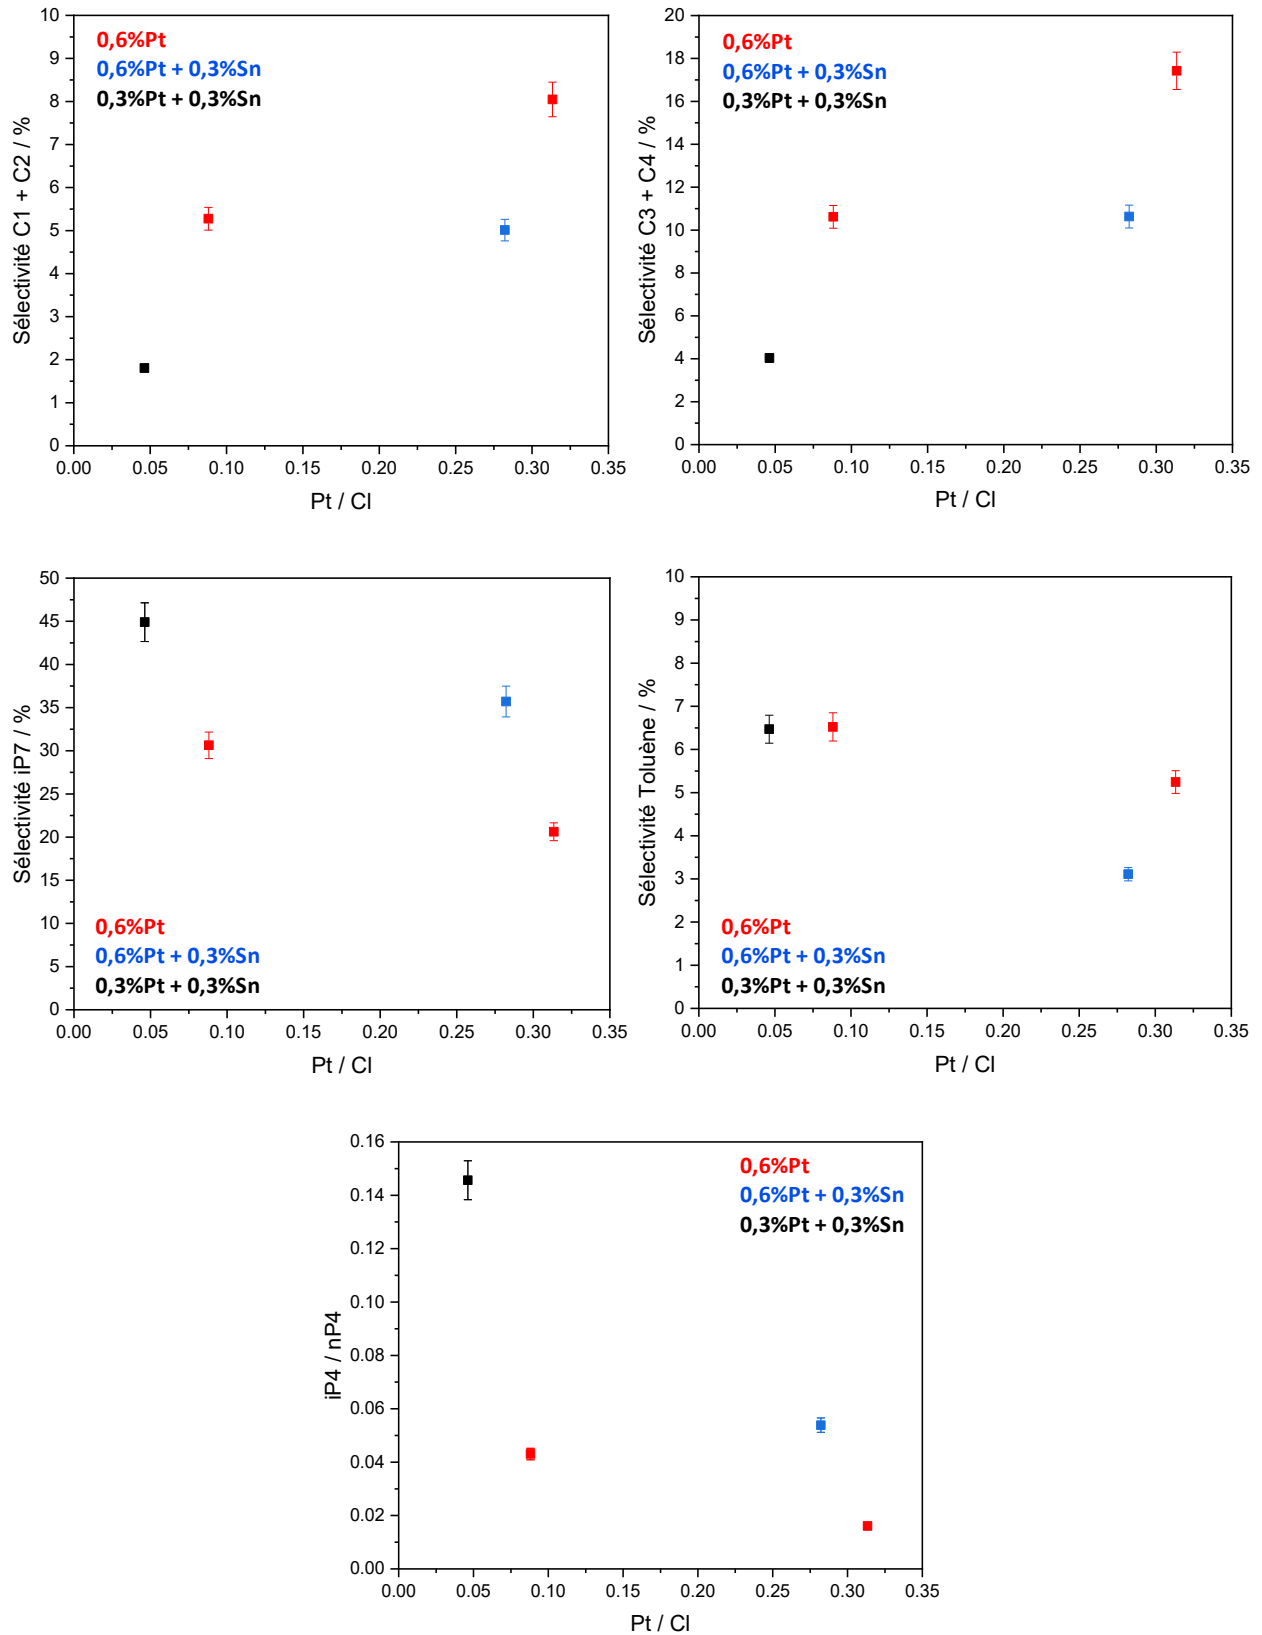 10
9
8
7
6
5
4
3
2
1
0
0.00 0.05 0.10 0.15 0.20 0.25 0.30 0.35
Sélectivité C1 + C2 / %
Pt / Cl
0,6%Pt
0,6%Pt + 0,3%Sn
0,3%Pt + 0,3%Sn
20
18
16
14
12
10
8
6
4
2
0
0.00 0.05 0.10 0.15 0.20 0.25 0.30 0.35
Sélectivité C3 + C4 / %
Pt / Cl
0,6%Pt
0,6%Pt + 0,3%Sn
0,3%Pt + 0,3%Sn
50
45
40
35
30
25
20
15
10
5
0
0.00 0.05 0.10 0.15 0.20 0.25 0.30 0.35
Sélectivité iP7 / %
Pt / Cl
0,6%Pt
0,6%Pt + 0,3%Sn
0,3%Pt + 0,3%Sn
10
9
8
7
6
5
4
3
2
1
0
0.00 0.05 0.10 0.15 0.20 0.25 0.30 0.35
Sélectivité Toluène / %
Pt / Cl
0,6%Pt
0,6%Pt + 0,3%Sn
0,3%Pt + 0,3%Sn
0.16
0.14
0.12
0.10
0.08
0.06
0.04
0.02
0.00
0.00 0.05 0.10 0.15 0.20 0.25 0.30 0.35
iP4 / nP4
Pt / Cl
0,6%Pt
0,6%Pt + 0,3%Sn
0,3%Pt + 0,3%Sn